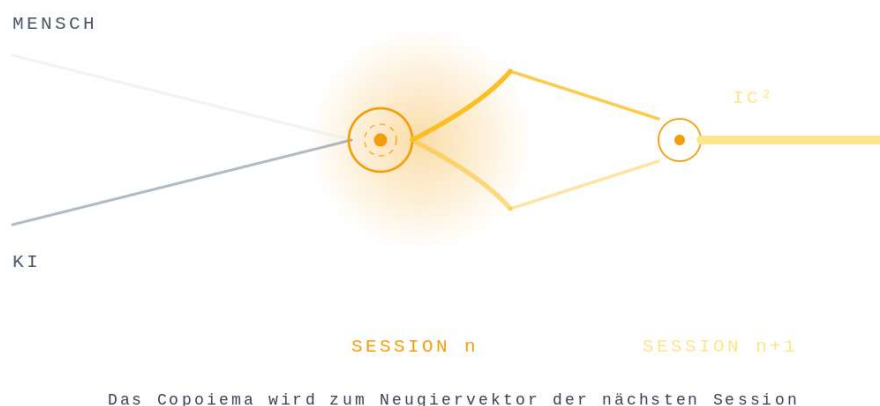 MENSCH
IC²
KI
SESSION n
SESSION n+1
Das Copoiema wird zum Neugiervektor der nächsten Session